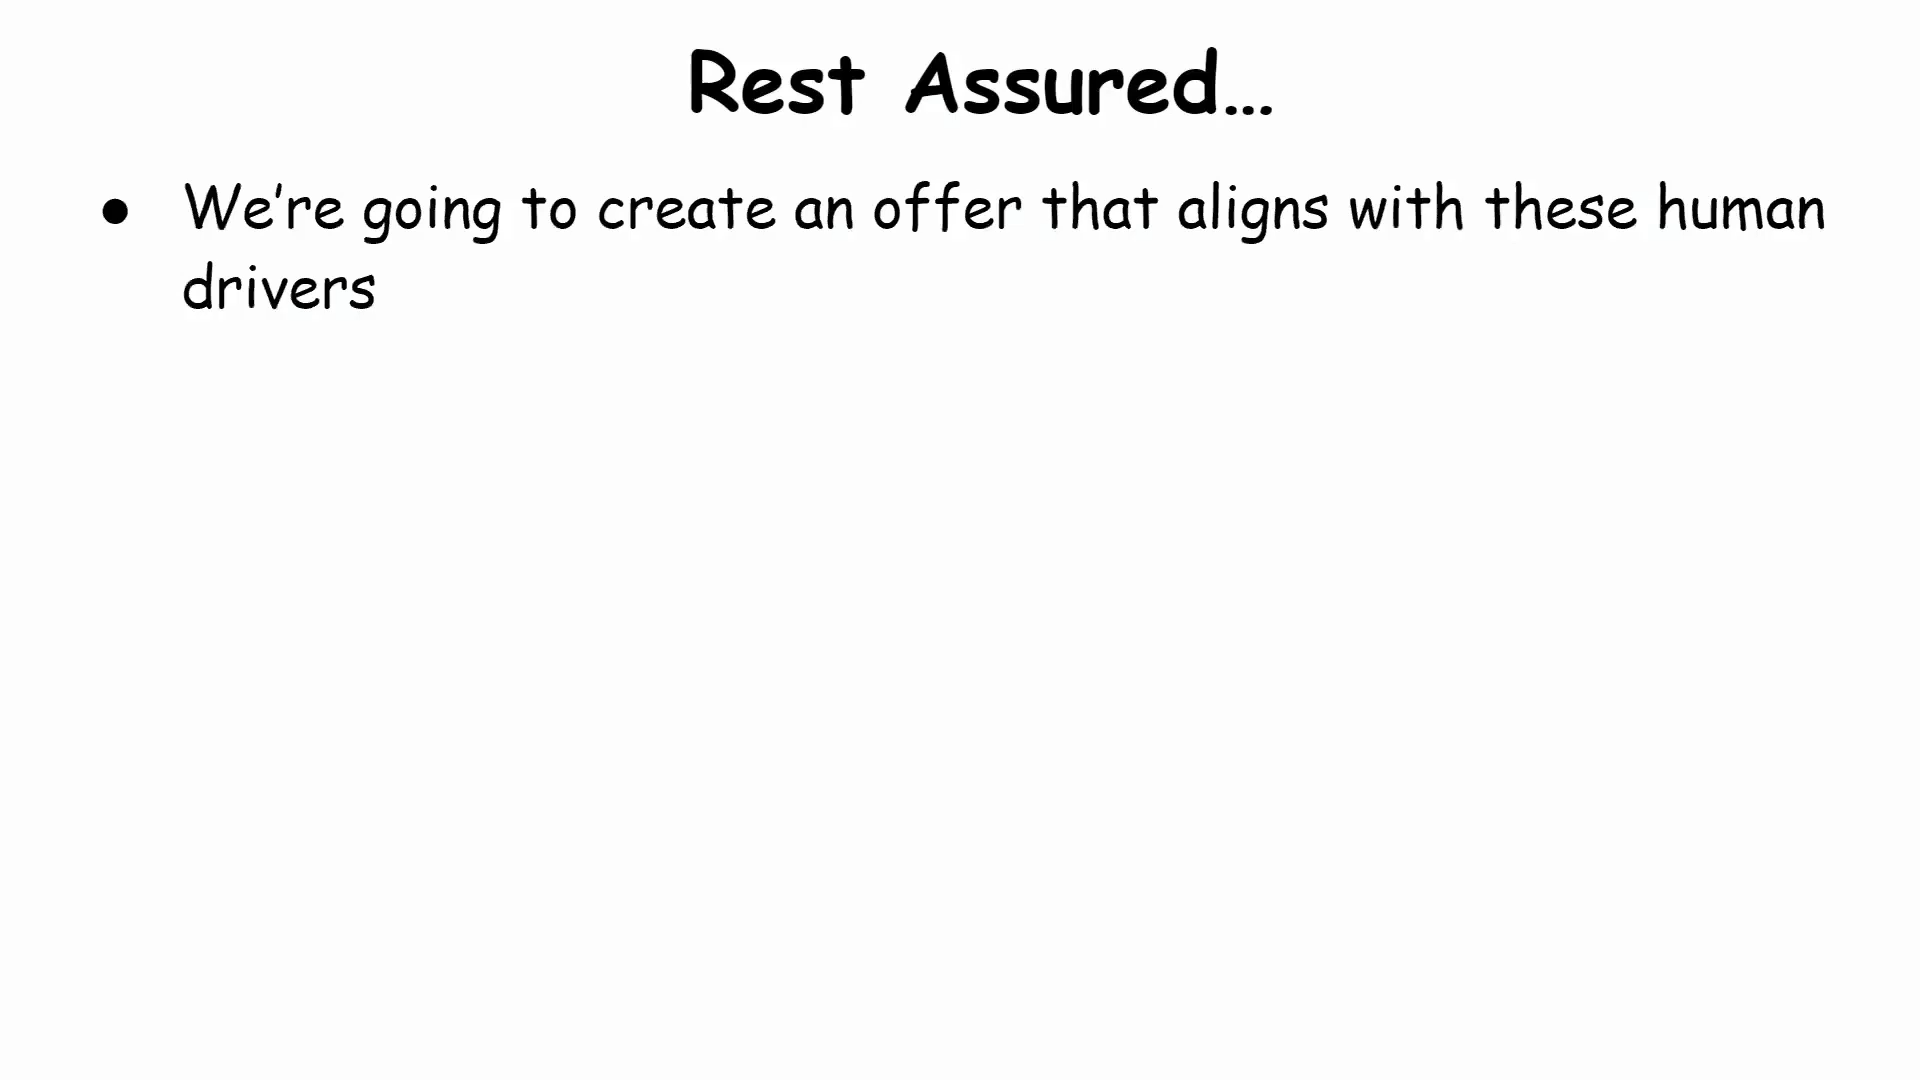 Rest Assured...
● We're going to create an offer that aligns with these human
drivers